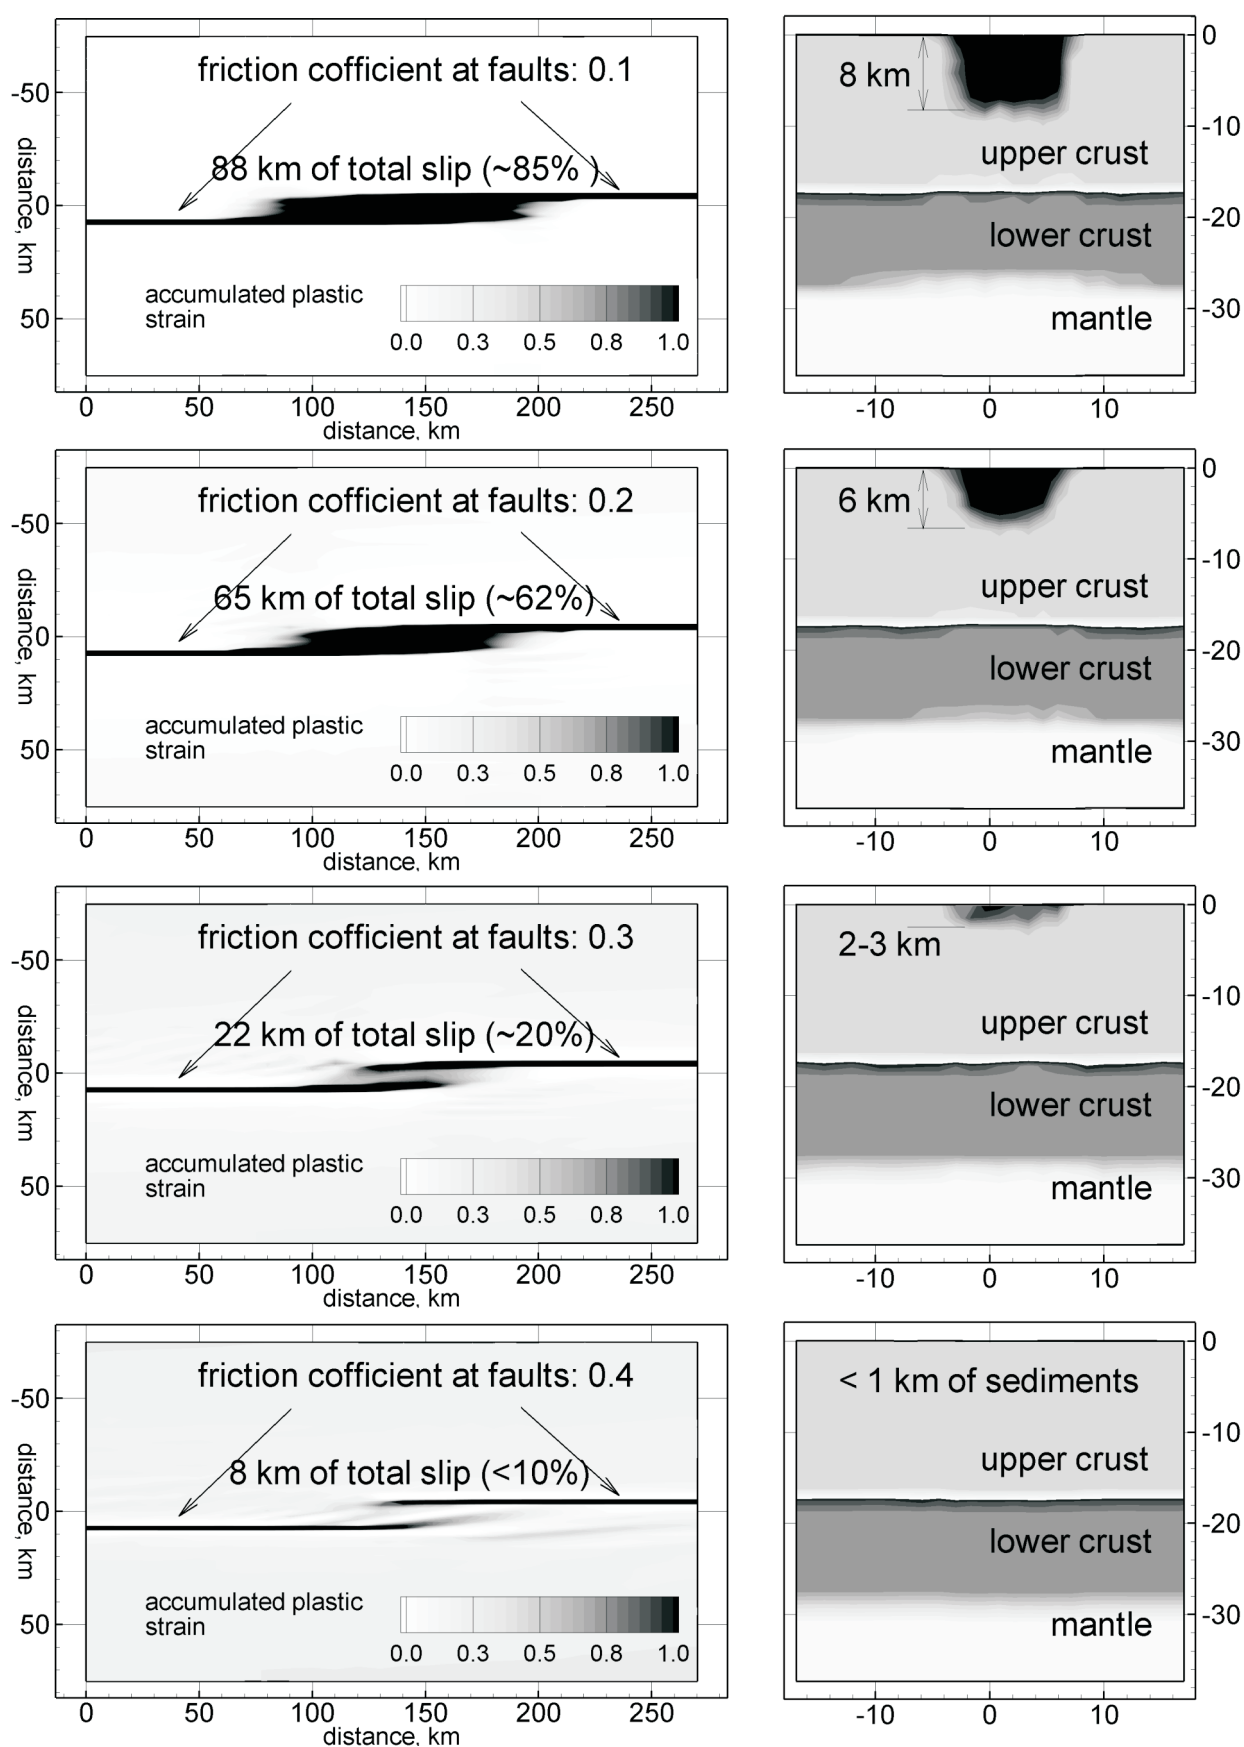 friction cofficient at faults: 0.1
88 km of total slip (~85% )
accumulated plastic
strain
0.0 0.3 0.5 0.8 1.0
-50
0
50
distance, km
0 50 100 150 200 250
distance, km
8 km
upper crust
lower crust
mantle
0
-10
-20
-30
-10 0 10
friction cofficient at faults: 0.2
65 km of total slip (~62%)
accumulated plastic
strain
0.0 0.3 0.5 0.8 1.0
-50
0
50
distance, km
0 50 100 150 200 250
distance, km
6 km
upper crust
lower crust
mantle
0
-10
-20
-30
-10 0 10
friction cofficient at faults: 0.3
22 km of total slip (~20%)
accumulated plastic
strain
0.0 0.3 0.5 0.8 1.0
-50
0
50
distance, km
0 50 100 150 200 250
distance, km
2-3 km
upper crust
lower crust
mantle
0
-10
-20
-30
-10 0 10
friction cofficient at faults: 0.4
8 km of total slip (<10%)
accumulated plastic
strain
0.0 0.3 0.5 0.8 1.0
-50
0
50
distance, km
0 50 100 150 200 250
distance, km
< 1 km of sediments
upper crust
lower crust
mantle
0
-10
-20
-30
-10 0 10